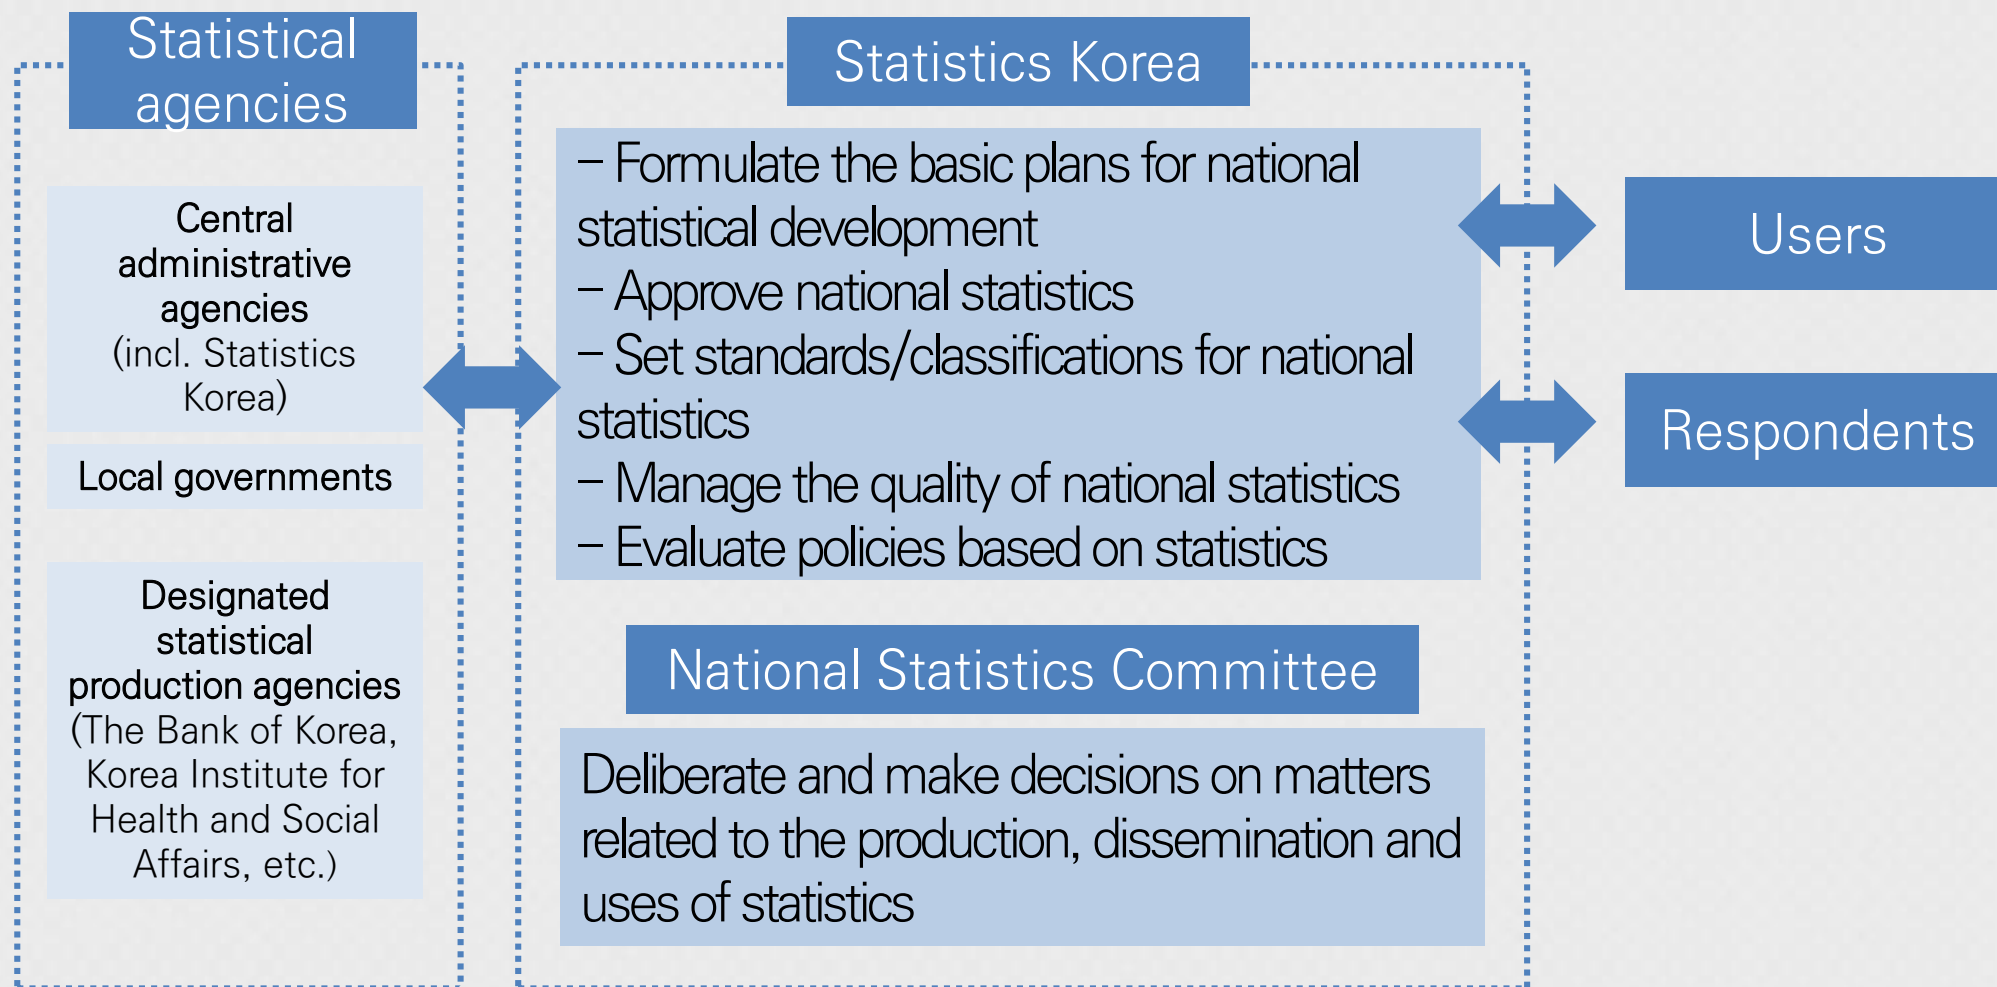 Statistical
agencies
Central
administrative
agencies
(incl. Statistics
Korea)
Local governments
Designated
statistical
production agencies
(The Bank of Korea,
Korea Institute for
Health and Social
Affairs, etc.)
Statistics Korea
– Formulate the basic plans for national
statistical development
– Approve national statistics
– Set standards/classifications for national
statistics
– Manage the quality of national statistics
– Evaluate policies based on statistics
National Statistics Committee
Deliberate and make decisions on matters
related to the production, dissemination and
uses of statistics
Users
Respondents